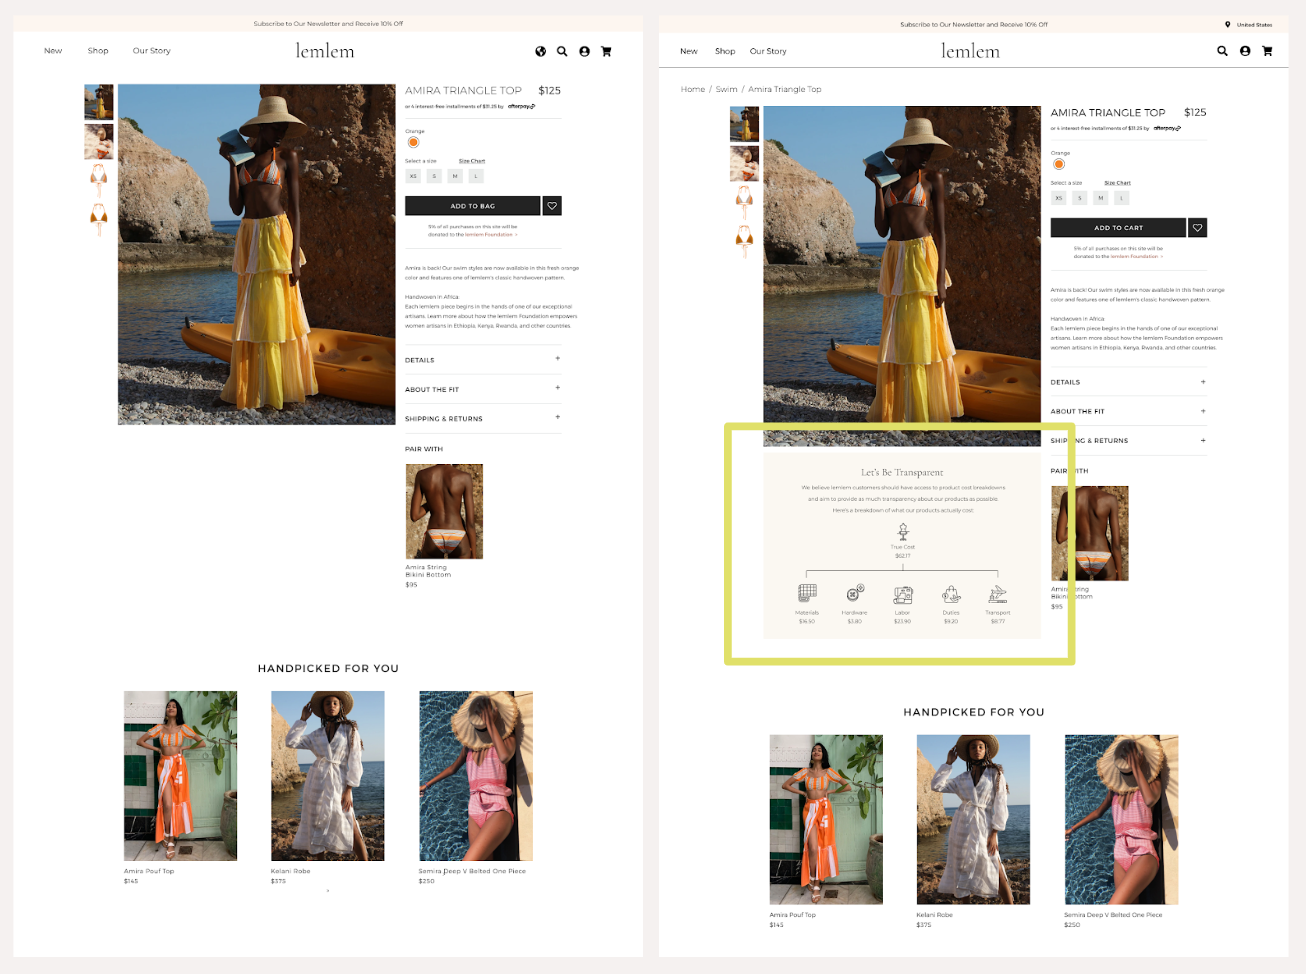 Subscribe to Our Newsletter and Receive 10% Off
New Shop Our Story lemlem
AMIRA TRIANGLE TOP $125
or 4 interest-free installments of $31.25 by afterpay
Orange
Select a size Size Chart
XS S M L
ADD TO BAG
5% of all purchases on this site will be
donated to the lemlem Foundation >
Amira is back! Our swim styles are now available in this fresh orange
color and features one of lemlem's classic handwoven pattern.
Handwoven in Africa:
Each lemlem piece begins in the hands of one of our exceptional
artisans. Learn more about how the lemlem Foundation empowers
women artisans in Ethiopia, Kenya, Rwanda, and other countries.
DETAILS +
ABOUT THE FIT +
SHIPPING & RETURNS +
PAIR WITH
Amira String
Bikini Bottom
$95
HANDPICKED FOR YOU
Amira Pouf Top
$145
Kelani Robe
$375
Semira Deep V Belted One Piece
$250
Subscribe to Our Newsletter and Receive 10% Off
United States
New Shop Our Story lemlem
Home / Swim / Amira Triangle Top
AMIRA TRIANGLE TOP $125
or 4 interest-free installments of $31.25 by afterpay
Orange
Select a size Size Chart
XS S M L
ADD TO CART
5% of all purchases on this site will be
donated to the lemlem Foundation >
Amira is back! Our swim styles are now available in this fresh orange
color and features one of lemlem's classic handwoven pattern.
Handwoven in Africa:
Each lemlem piece begins in the hands of one of our exceptional
artisans. Learn more about how the lemlem Foundation empowers
women artisans in Ethiopia, Kenya, Rwanda, and other countries.
DETAILS +
ABOUT THE FIT +
SHIPPING & RETURNS +
PAIR WITH
Amira String
Bikini Bottom
$95
Let's Be Transparent
We believe lemlem customers should have access to product cost breakdowns
and aim to provide as much transparency about our products as possible.
Here's a breakdown of what our products actually cost:
True Cost
$62.17
Materials
$16.50
Hardware
$3.80
Labor
$23.90
Duties
$9.20
Transport
$8.77
HANDPICKED FOR YOU
Amira Pouf Top
$145
Kelani Robe
$375
Semira Deep V Belted One Piece
$250